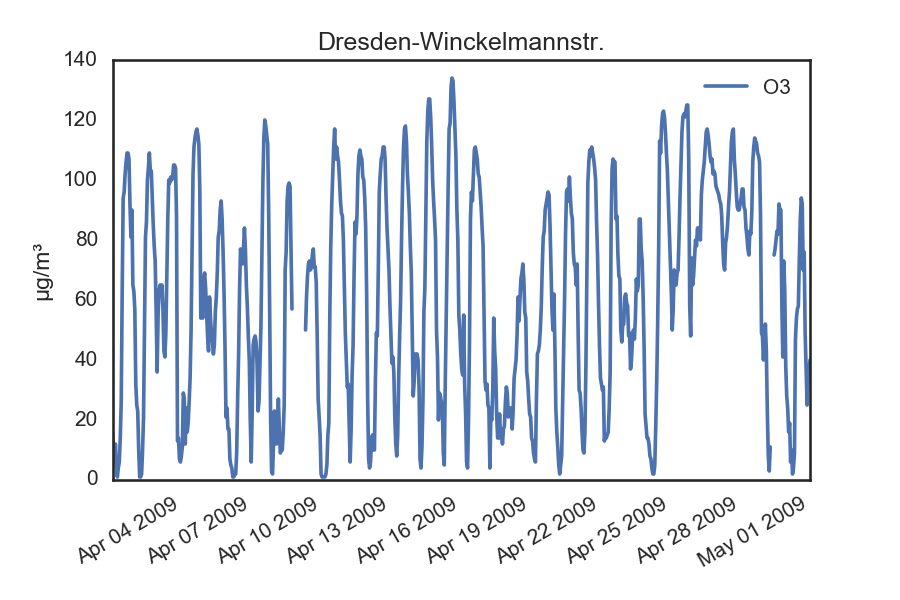 Dresden-Winckelmannstr.
140
120
100
80
60
40
20
0
µg/m³
O3
Apr 04 2009
Apr 07 2009
Apr 10 2009
Apr 13 2009
Apr 16 2009
Apr 19 2009
Apr 22 2009
Apr 25 2009
Apr 28 2009
May 01 2009